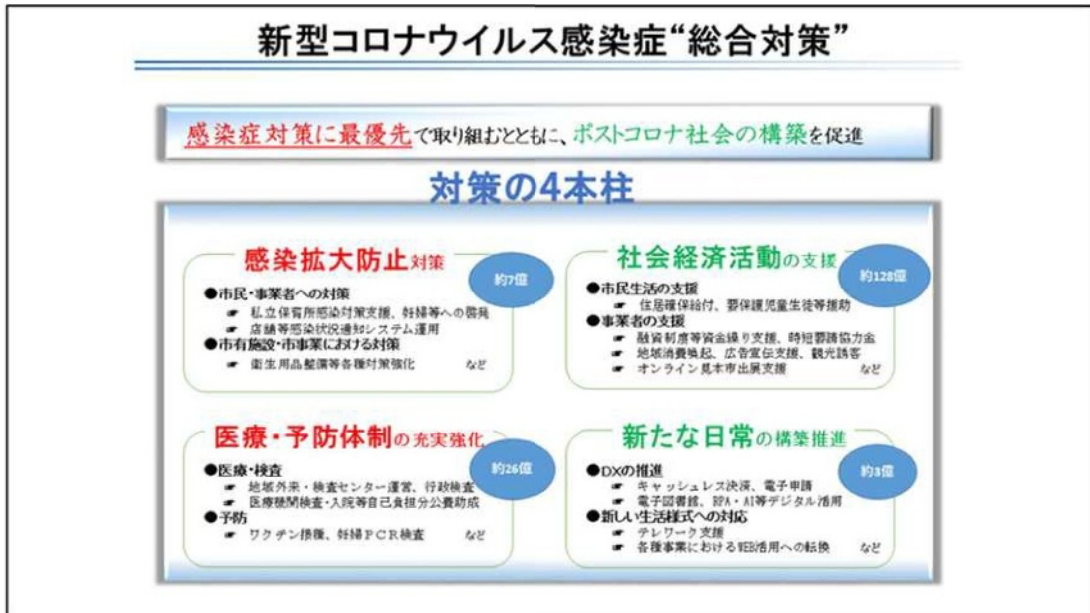 新型コロナウイルス感染症“総合対策”
感染症対策に最優先で取り組むとともに、ポストコロナ社会の構築を促進
対策の4本柱
感染拡大防止対策
約7億
●市民・事業者への対策
☛ 私立保育所感染対策支援、妊婦等への啓発
☛ 店舗等感染状況通知システム運用
●市有施設・市事業における対策
☛ 衛生用品整備等各種対策強化 など
社会経済活動の支援
約128億
●市民生活の支援
☛ 住居確保給付、要保護児童生徒等援助
●事業者の支援
☛ 融資制度等資金繰り支援、時短要請協力金
☛ 地域消費喚起、広告宣伝支援、観光誘客
☛ オンライン見本市出展支援 など
医療・予防体制の充実強化
約26億
●医療・検査
☛ 地域外来・検査センター運営、行政検査
☛ 医療機関検査・入院等自己負担分公費助成
●予防
☛ ワクチン接種、妊婦PCR検査 など
新たな日常の構築推進
約3億
●DXの推進
☛ キャッシュレス決済、電子申請
☛ 電子図書館、RPA・AI等デジタル活用
●新しい生活様式への対応
☛ テレワーク支援
☛ 各種事業におけるWEB活用への転換 など